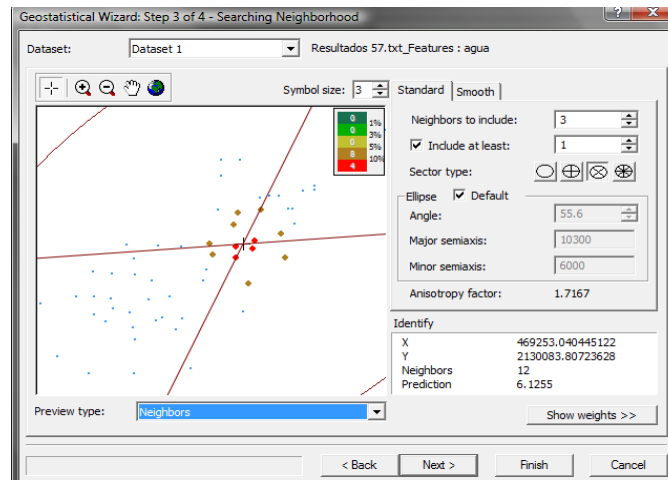 Geostatistical Wizard: Step 3 of 4 - Searching Neighborhood
Dataset: Dataset 1 Resultados 57.txt_Features : agua
Symbol size: 3
Standard Smooth
0
0
0
8
4
1%
3%
5%
10%
Neighbors to include: 3
Include at least: 1
Sector type:
Ellipse Default
Angle: 55.6
Major semiaxis: 10300
Minor semiaxis: 6000
Anisotropy factor: 1.7167
Identify
X 469253.040445122
Y 2130083.80723628
Neighbors 12
Prediction 6.1255
Preview type: Neighbors
Show weights >>
< Back Next > Finish Cancel